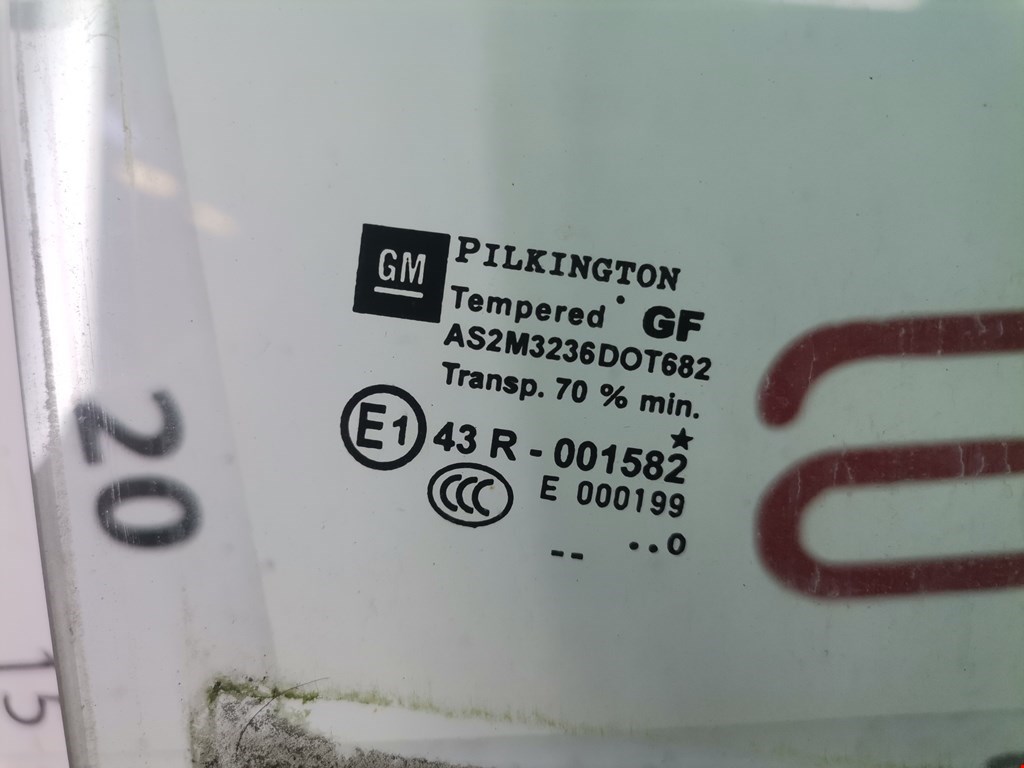 GM
PILKINGTON
Tempered GF
AS2M3236DOT682
Transp. 70 % min.
E1 43 R - 001582
CCC E 000199
-- ..0
20
15